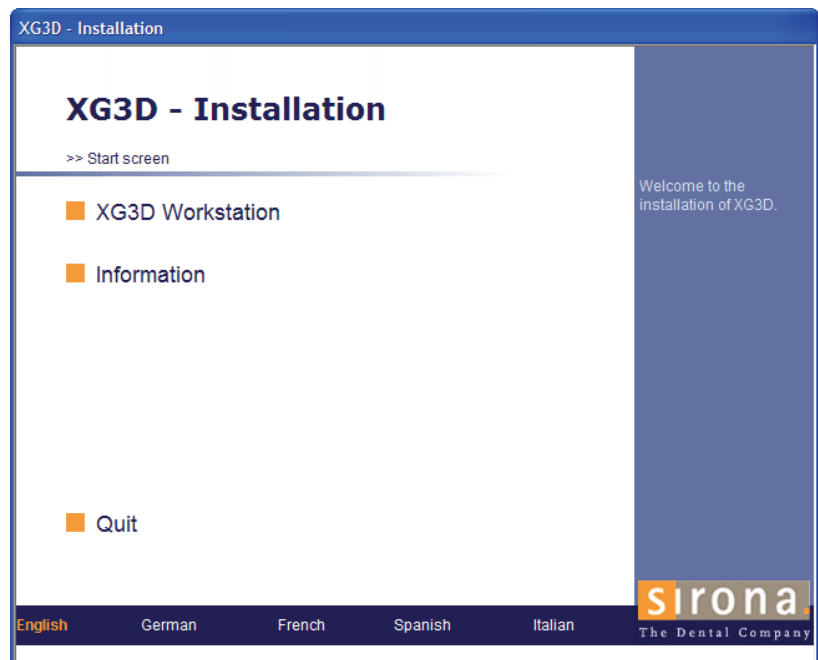 XG3D - Installation
XG3D - Installation
>> Start screen
XG3D Workstation
Information
Quit
Welcome to the
installation of XG3D.
English German French Spanish Italian
sirona.
The Dental Company